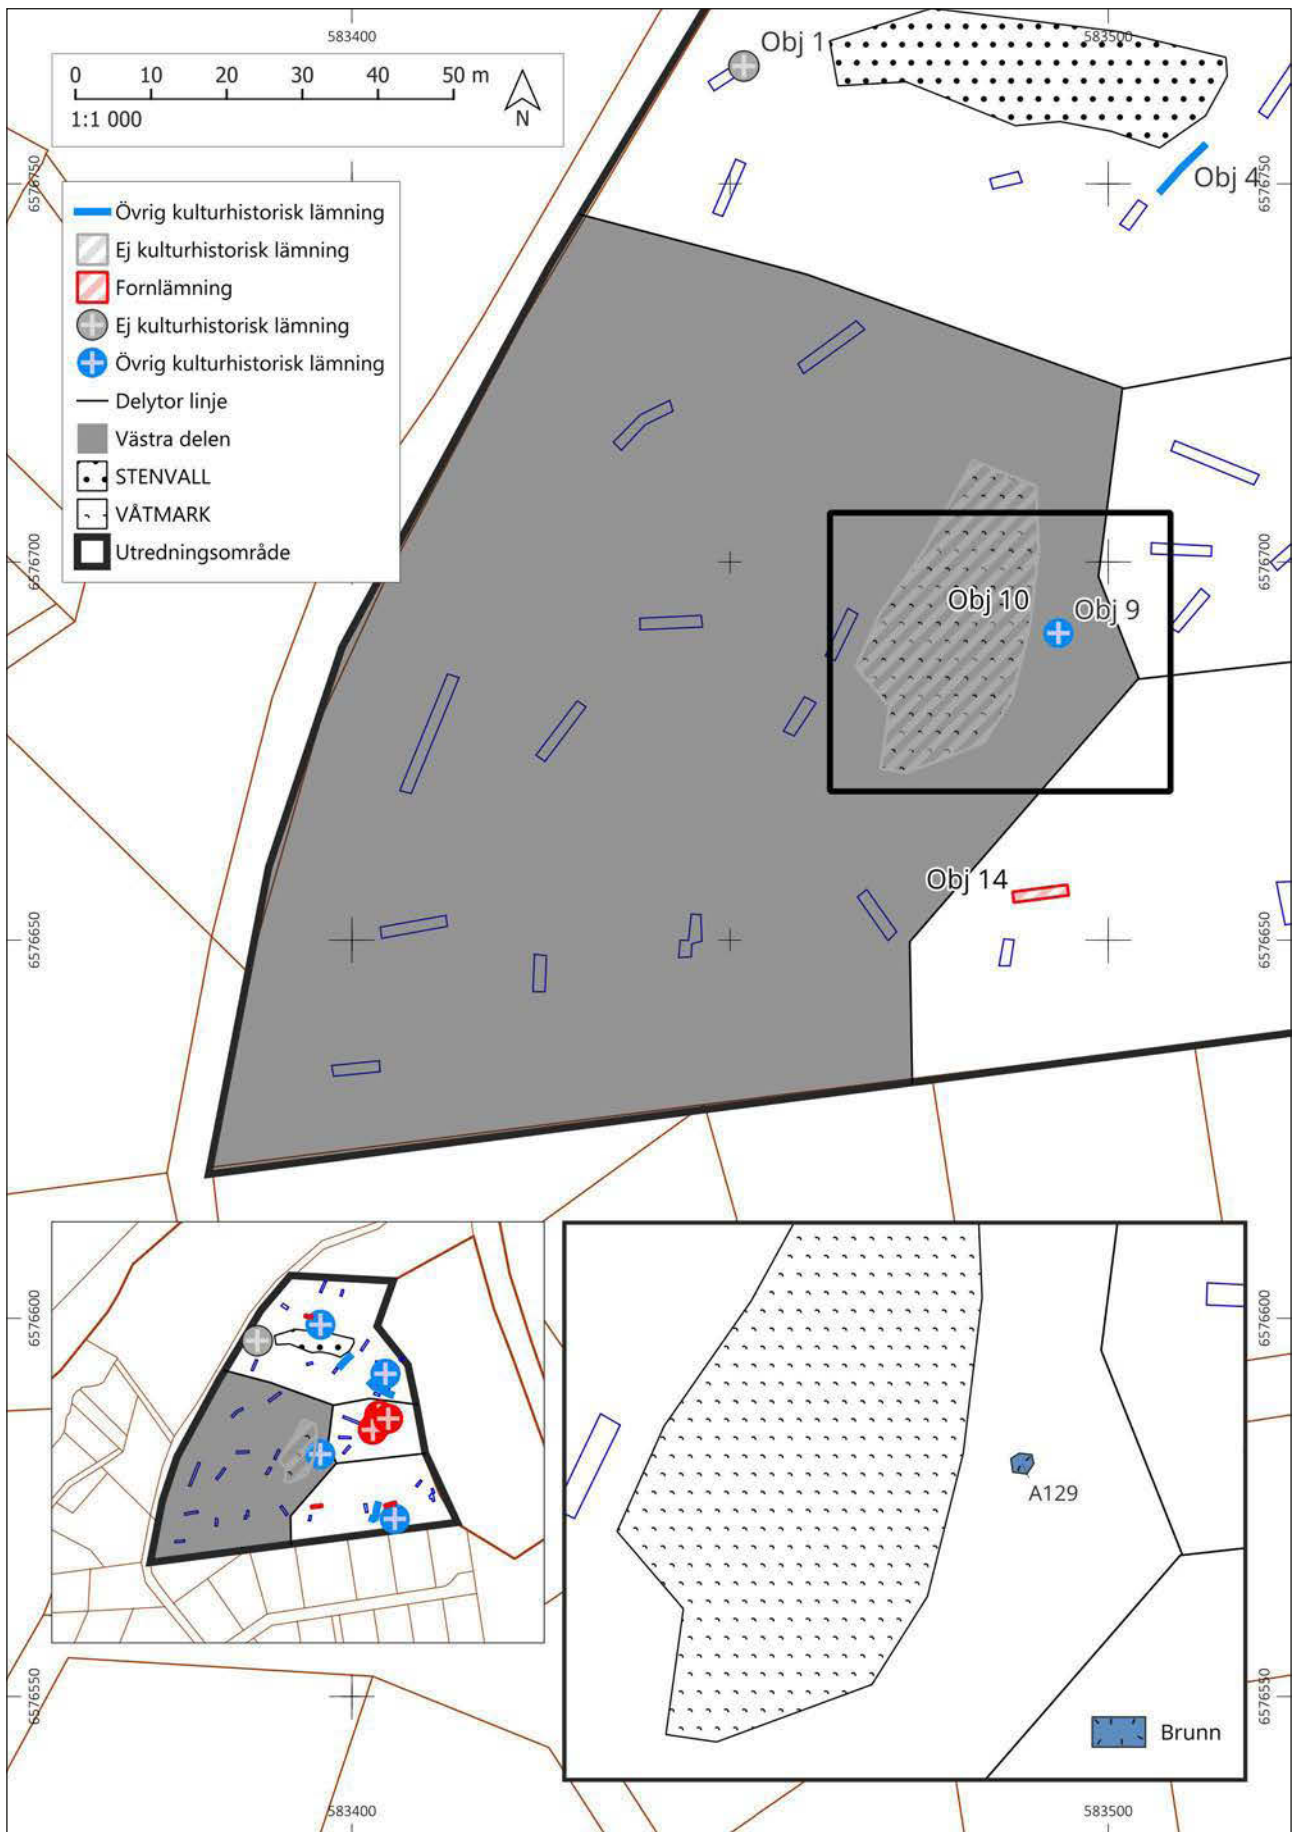 583400
583500
Obj 1
0 10 20 30 40 50 m
N
1:1 000
6576750
6576750
Obj 4
Övrig kulturhistorisk lämning
Ej kulturhistorisk lämning
Fornlämning
Ej kulturhistorisk lämning
Övrig kulturhistorisk lämning
Delytor linje
Västra delen
STENVALL
VÅTMARK
Utredningsområde
6576700
6576700
Obj 10
Obj 9
Obj 14
6576650
6576650
6576600
6576600
A129
6576550
6576550
Brunn
583400
583500